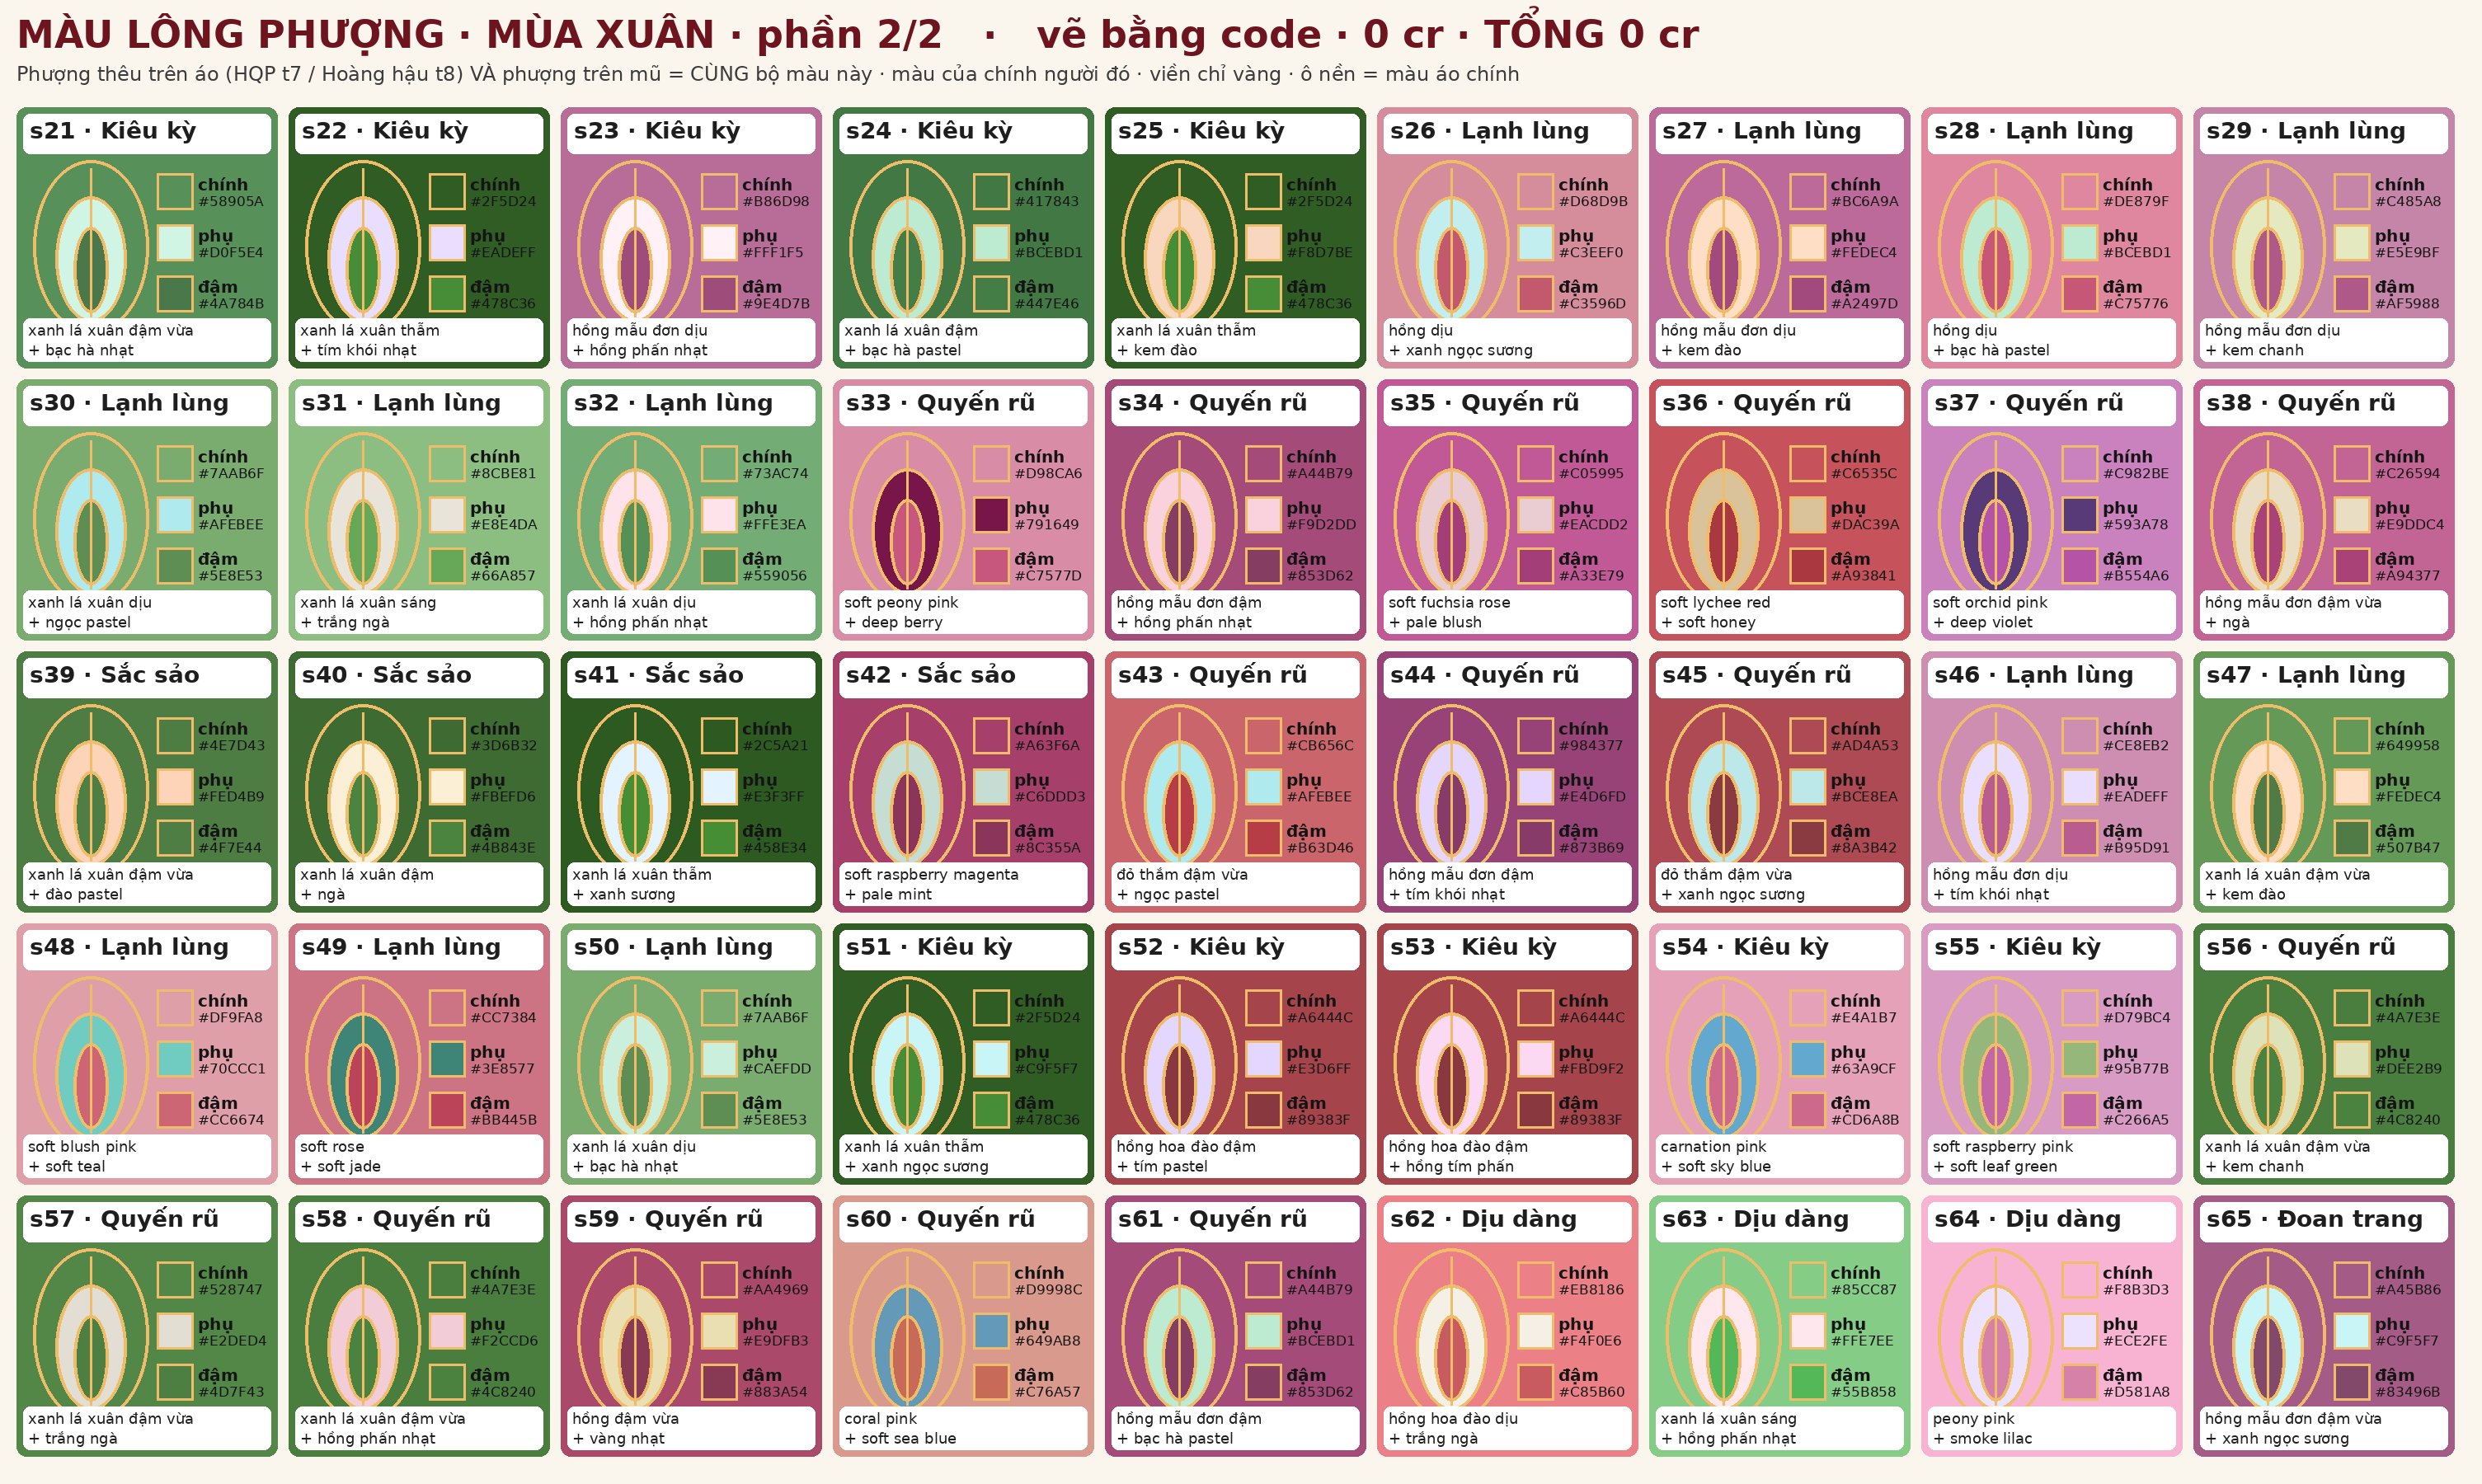 MÀU LÔNG PHƯỢNG · MÙA XUÂN · phần 2/2 · vẽ bằng code · 0 cr · TỔNG 0 cr
Phượng thêu trên áo (HQP t7 / Hoàng hậu t8) VÀ phượng trên mũ = CÙNG bộ màu này · màu của chính người đó · viền chỉ vàng · ô nền = màu áo chính
s21 · Kiêu kỳ
chính
#58905A
phụ
#D0F5E4
đậm
#4A784B
xanh lá xuân đậm vừa
+ bạc hà nhạt
s22 · Kiêu kỳ
chính
#2F5D24
phụ
#EADEFF
đậm
#478C36
xanh lá xuân thẫm
+ tím khói nhạt
s23 · Kiêu kỳ
chính
#B86D98
phụ
#FFF1F5
đậm
#9E4D7B
hồng mẫu đơn dịu
+ hồng phấn nhạt
s24 · Kiêu kỳ
chính
#417843
phụ
#BCEBD1
đậm
#447E46
xanh lá xuân đậm
+ bạc hà pastel
s25 · Kiêu kỳ
chính
#2F5D24
phụ
#F8D7BE
đậm
#478C36
xanh lá xuân thẫm
+ kem đào
s26 · Lạnh lùng
chính
#D68D9B
phụ
#C3EEF0
đậm
#C3596D
hồng dịu
+ xanh ngọc sương
s27 · Lạnh lùng
chính
#BC6A9A
phụ
#FEDEC4
đậm
#A2497D
hồng mẫu đơn dịu
+ kem đào
s28 · Lạnh lùng
chính
#DE879F
phụ
#BCEBD1
đậm
#C75776
hồng dịu
+ bạc hà pastel
s29 · Lạnh lùng
chính
#C485A8
phụ
#E5E9BF
đậm
#AF5988
hồng mẫu đơn dịu
+ kem chanh
s30 · Lạnh lùng
chính
#7AAB6F
phụ
#AFEBEE
đậm
#5E8E53
xanh lá xuân dịu
+ ngọc pastel
s31 · Lạnh lùng
chính
#8CBE81
phụ
#E8E4DA
đậm
#66A857
xanh lá xuân sáng
+ trắng ngà
s32 · Lạnh lùng
chính
#73AC74
phụ
#FFE3EA
đậm
#559056
xanh lá xuân dịu
+ hồng phấn nhạt
s33 · Quyến rũ
chính
#D98CA6
phụ
#791649
đậm
#C7577D
soft peony pink
+ deep berry
s34 · Quyến rũ
chính
#A44B79
phụ
#F9D2DD
đậm
#853D62
hồng mẫu đơn đậm
+ hồng phấn nhạt
s35 · Quyến rũ
chính
#C05995
phụ
#EACDD2
đậm
#A33E79
soft fuchsia rose
+ pale blush
s36 · Quyến rũ
chính
#C6535C
phụ
#DAC39A
đậm
#A93841
soft lychee red
+ soft honey
s37 · Quyến rũ
chính
#C982BE
phụ
#593A78
đậm
#B554A6
soft orchid pink
+ deep violet
s38 · Quyến rũ
chính
#C26594
phụ
#E9DDC4
đậm
#A94377
hồng mẫu đơn đậm vừa
+ ngà
s39 · Sắc sảo
chính
#4E7D43
phụ
#FED4B9
đậm
#4F7E44
xanh lá xuân đậm vừa
+ đào pastel
s40 · Sắc sảo
chính
#3D6B32
phụ
#FBEFD6
đậm
#4B843E
xanh lá xuân đậm
+ ngà
s41 · Sắc sảo
chính
#2C5A21
phụ
#E3F3FF
đậm
#458E34
xanh lá xuân thẫm
+ xanh sương
s42 · Sắc sảo
chính
#A63F6A
phụ
#C6DDD3
đậm
#8C355A
soft raspberry magenta
+ pale mint
s43 · Quyến rũ
chính
#CB656C
phụ
#AFEBEE
đậm
#B63D46
đỏ thắm đậm vừa
+ ngọc pastel
s44 · Quyến rũ
chính
#984377
phụ
#E4D6FD
đậm
#873B69
hồng mẫu đơn đậm
+ tím khói nhạt
s45 · Quyến rũ
chính
#AD4A53
phụ
#BCE8EA
đậm
#8A3B42
đỏ thắm đậm vừa
+ xanh ngọc sương
s46 · Lạnh lùng
chính
#CE8EB2
phụ
#EADEFF
đậm
#B95D91
hồng mẫu đơn dịu
+ tím khói nhạt
s47 · Lạnh lùng
chính
#649958
phụ
#FEDEC4
đậm
#507B47
xanh lá xuân đậm vừa
+ kem đào
s48 · Lạnh lùng
chính
#DF9FA8
phụ
#70CCC1
đậm
#CC6674
soft blush pink
+ soft teal
s49 · Lạnh lùng
chính
#CC7384
phụ
#3E8577
đậm
#BB445B
soft rose
+ soft jade
s50 · Lạnh lùng
chính
#7AAB6F
phụ
#CAEFDD
đậm
#5E8E53
xanh lá xuân dịu
+ bạc hà nhạt
s51 · Kiêu kỳ
chính
#2F5D24
phụ
#C9F5F7
đậm
#478C36
xanh lá xuân thẫm
+ xanh ngọc sương
s52 · Kiêu kỳ
chính
#A6444C
phụ
#E3D6FF
đậm
#89383F
hồng hoa đào đậm
+ tím pastel
s53 · Kiêu kỳ
chính
#A6444C
phụ
#FBD9F2
đậm
#89383F
hồng hoa đào đậm
+ hồng tím phấn
s54 · Kiêu kỳ
chính
#E4A1B7
phụ
#63A9CF
đậm
#CD6A8B
carnation pink
+ soft sky blue
s55 · Kiêu kỳ
chính
#D79BC4
phụ
#95B77B
đậm
#C266A5
soft raspberry pink
+ soft leaf green
s56 · Quyến rũ
chính
#4A7E3E
phụ
#DEE2B9
đậm
#4C8240
xanh lá xuân đậm vừa
+ kem chanh
s57 · Quyến rũ
chính
#528747
phụ
#E2DED4
đậm
#4D7F43
xanh lá xuân đậm vừa
+ trắng ngà
s58 · Quyến rũ
chính
#4A7E3E
phụ
#F2CCD6
đậm
#4C8240
xanh lá xuân đậm vừa
+ hồng phấn nhạt
s59 · Quyến rũ
chính
#AA4969
phụ
#E9DFB3
đậm
#883A54
hồng đậm vừa
+ vàng nhạt
s60 · Quyến rũ
chính
#D9998C
phụ
#649AB8
đậm
#C76A57
coral pink
+ soft sea blue
s61 · Quyến rũ
chính
#A44B79
phụ
#BCEBD1
đậm
#853D62
hồng mẫu đơn đậm
+ bạc hà pastel
s62 · Dịu dàng
chính
#EB8186
phụ
#F4F0E6
đậm
#C85B60
hồng hoa đào dịu
+ trắng ngà
s63 · Dịu dàng
chính
#85CC87
phụ
#FFE7EE
đậm
#55B858
xanh lá xuân sáng
+ hồng phấn nhạt
s64 · Dịu dàng
chính
#F8B3D3
phụ
#ECE2FE
đậm
#D581A8
peony pink
+ smoke lilac
s65 · Đoan trang
chính
#A45B86
phụ
#C9F5F7
đậm
#83496B
hồng mẫu đơn đậm vừa
+ xanh ngọc sương